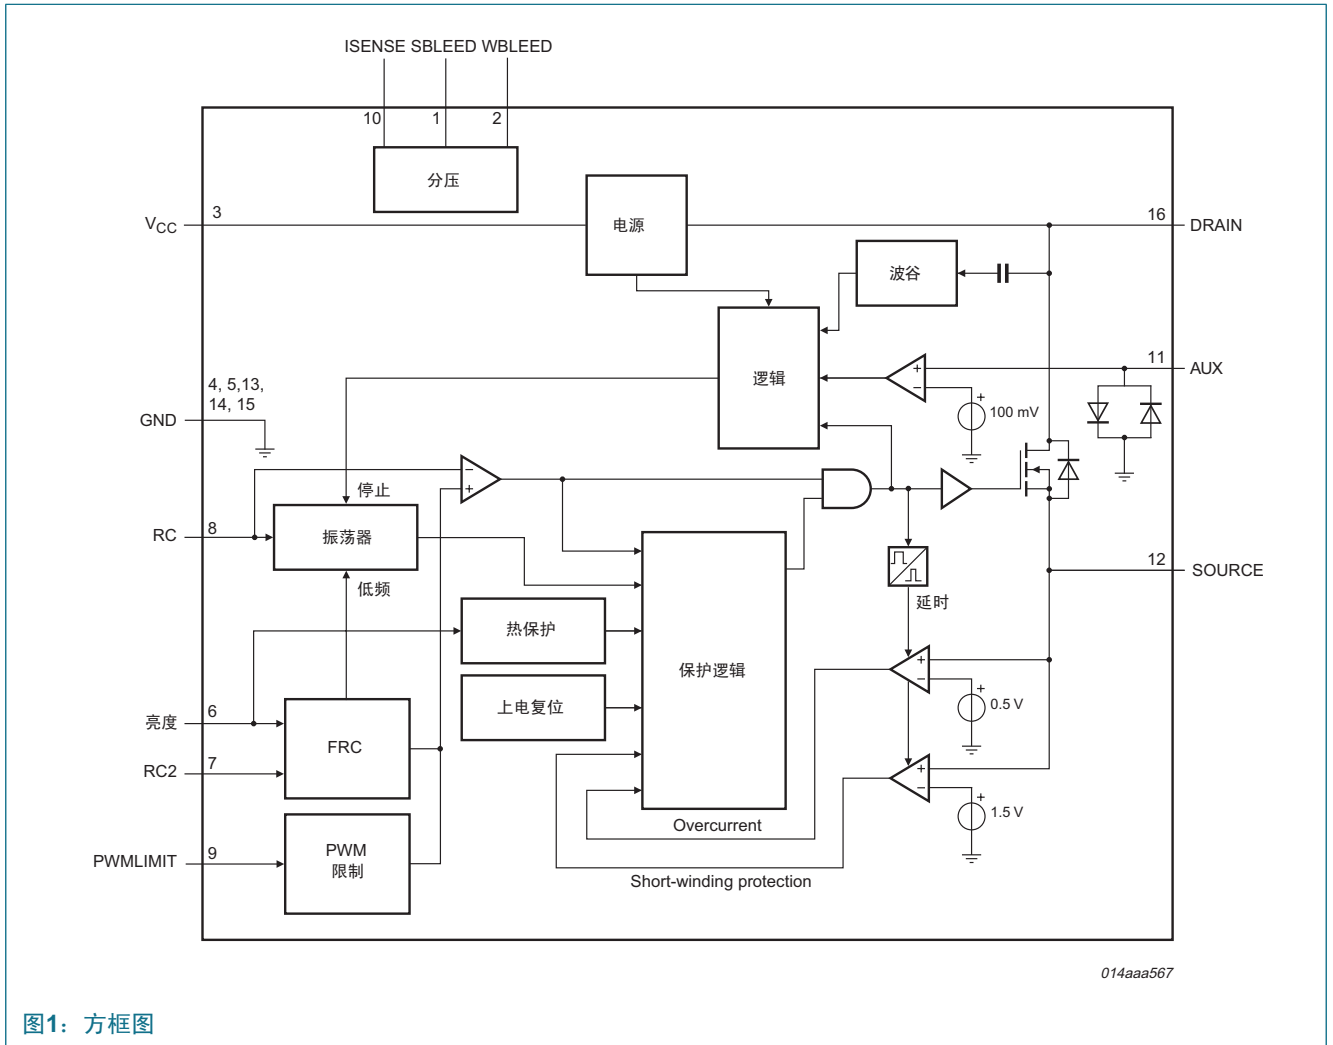 ISENSE SBLEED WBLEED
10
1
2
分压
VCC
3
电源
16
DRAIN
波谷
4, 5,13,
14, 15
GND
逻辑
11
AUX
+
−
+
100 mV
停止
−
+
RC
8
振荡器
低频
12
SOURCE
延时
热保护
保护逻辑
+
−
+
0.5 V
上电复位
亮度
6
FRC
RC2
7
+
−
+
1.5 V
Overcurrent
PWMLIMIT
9
PWM
限制
Short-winding protection
014aaa567
图1：方框图